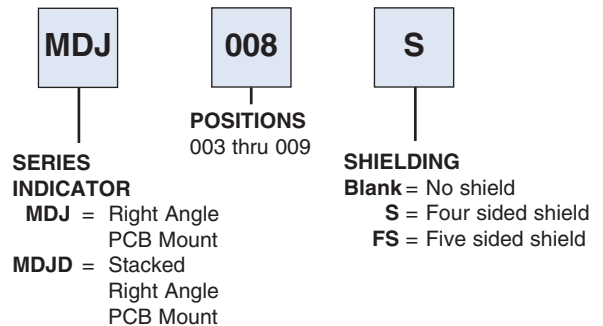 MDJ 008 S
POSITIONS
003 thru 009
SERIES
INDICATOR
MDJ = Right Angle
PCB Mount
MDJD = Stacked
Right Angle
PCB Mount
SHIELDING
Blank = No shield
S = Four sided shield
FS = Five sided shield